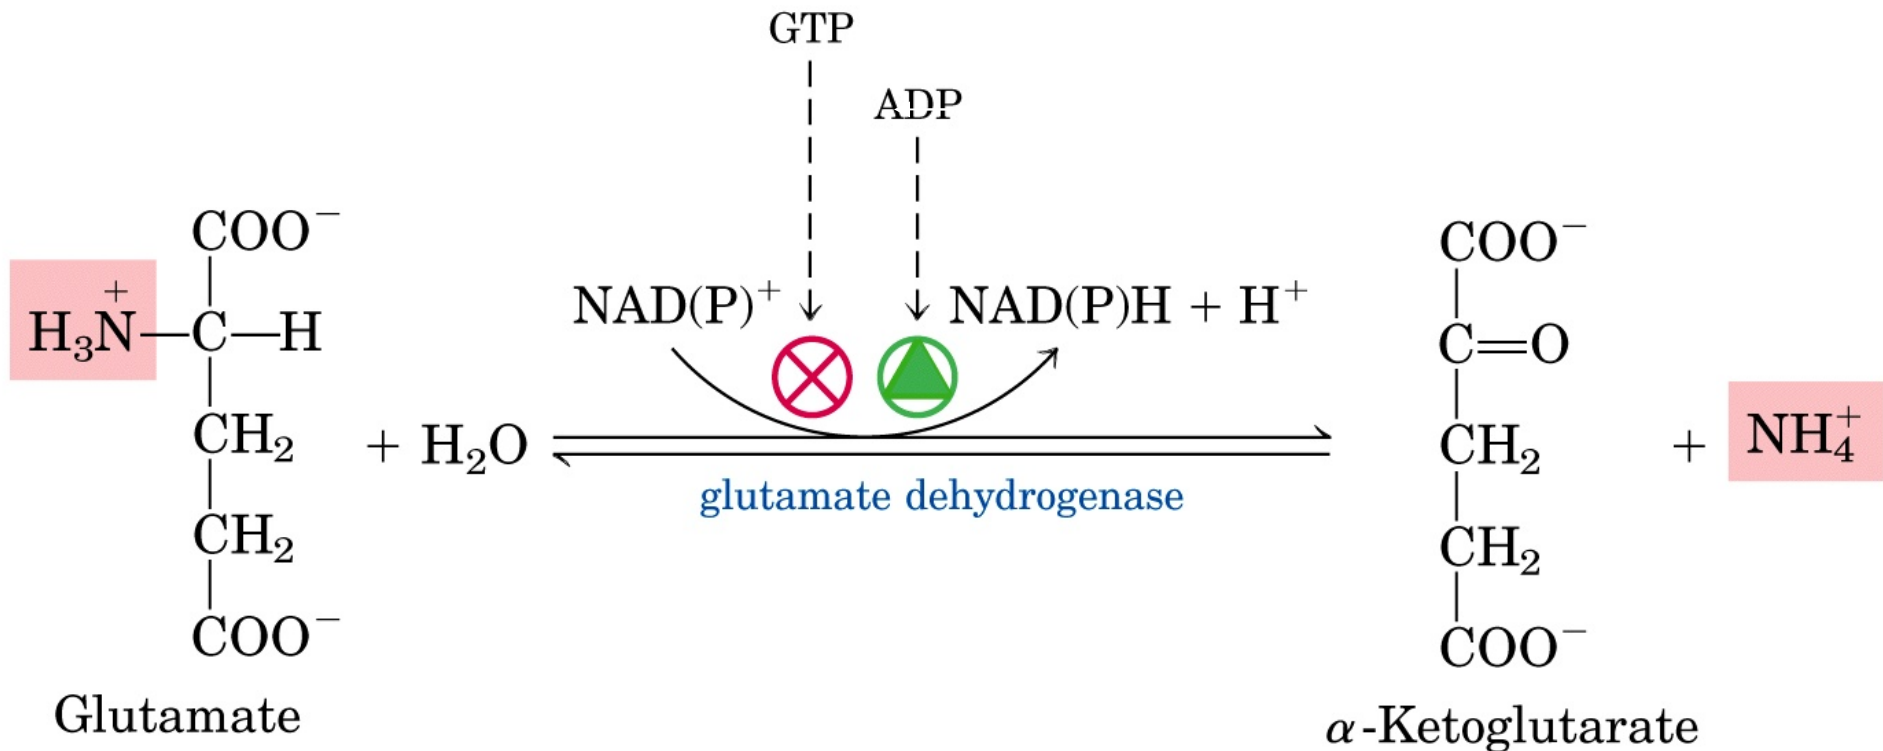 GTP
ADP
COO⁻
H₃N⁺—C—H
CH₂
CH₂
COO⁻
Glutamate
+ H₂O
NAD(P)⁺
NAD(P)H + H⁺
glutamate dehydrogenase
COO⁻
C=O
CH₂
CH₂
COO⁻
α-Ketoglutarate
+
NH₄⁺